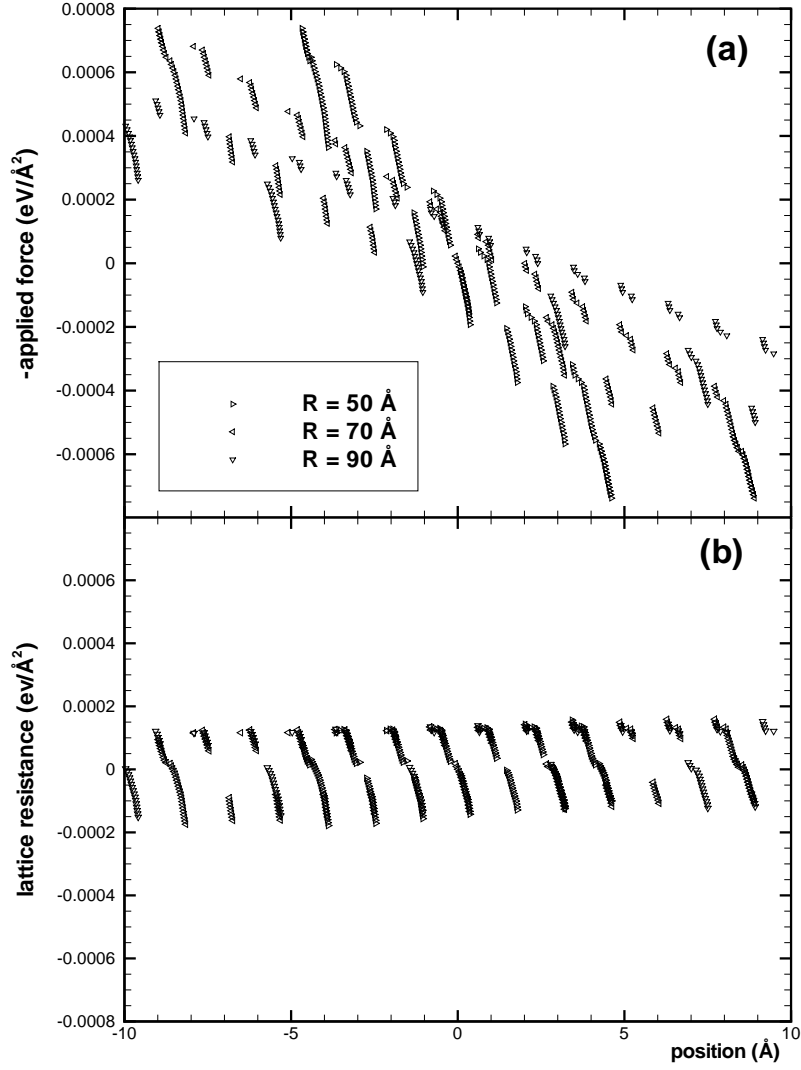 0.0008
0.0006
0.0004
0.0002
0
-0.0002
-0.0004
-0.0006
-applied force (eV/Å²)
(a)
R = 50 Å
R = 70 Å
R = 90 Å
0.0006
0.0004
0.0002
0
-0.0002
-0.0004
-0.0006
-0.0008
lattice resistance (ev/Å²)
(b)
-10 -5 0 5 10
position (Å)